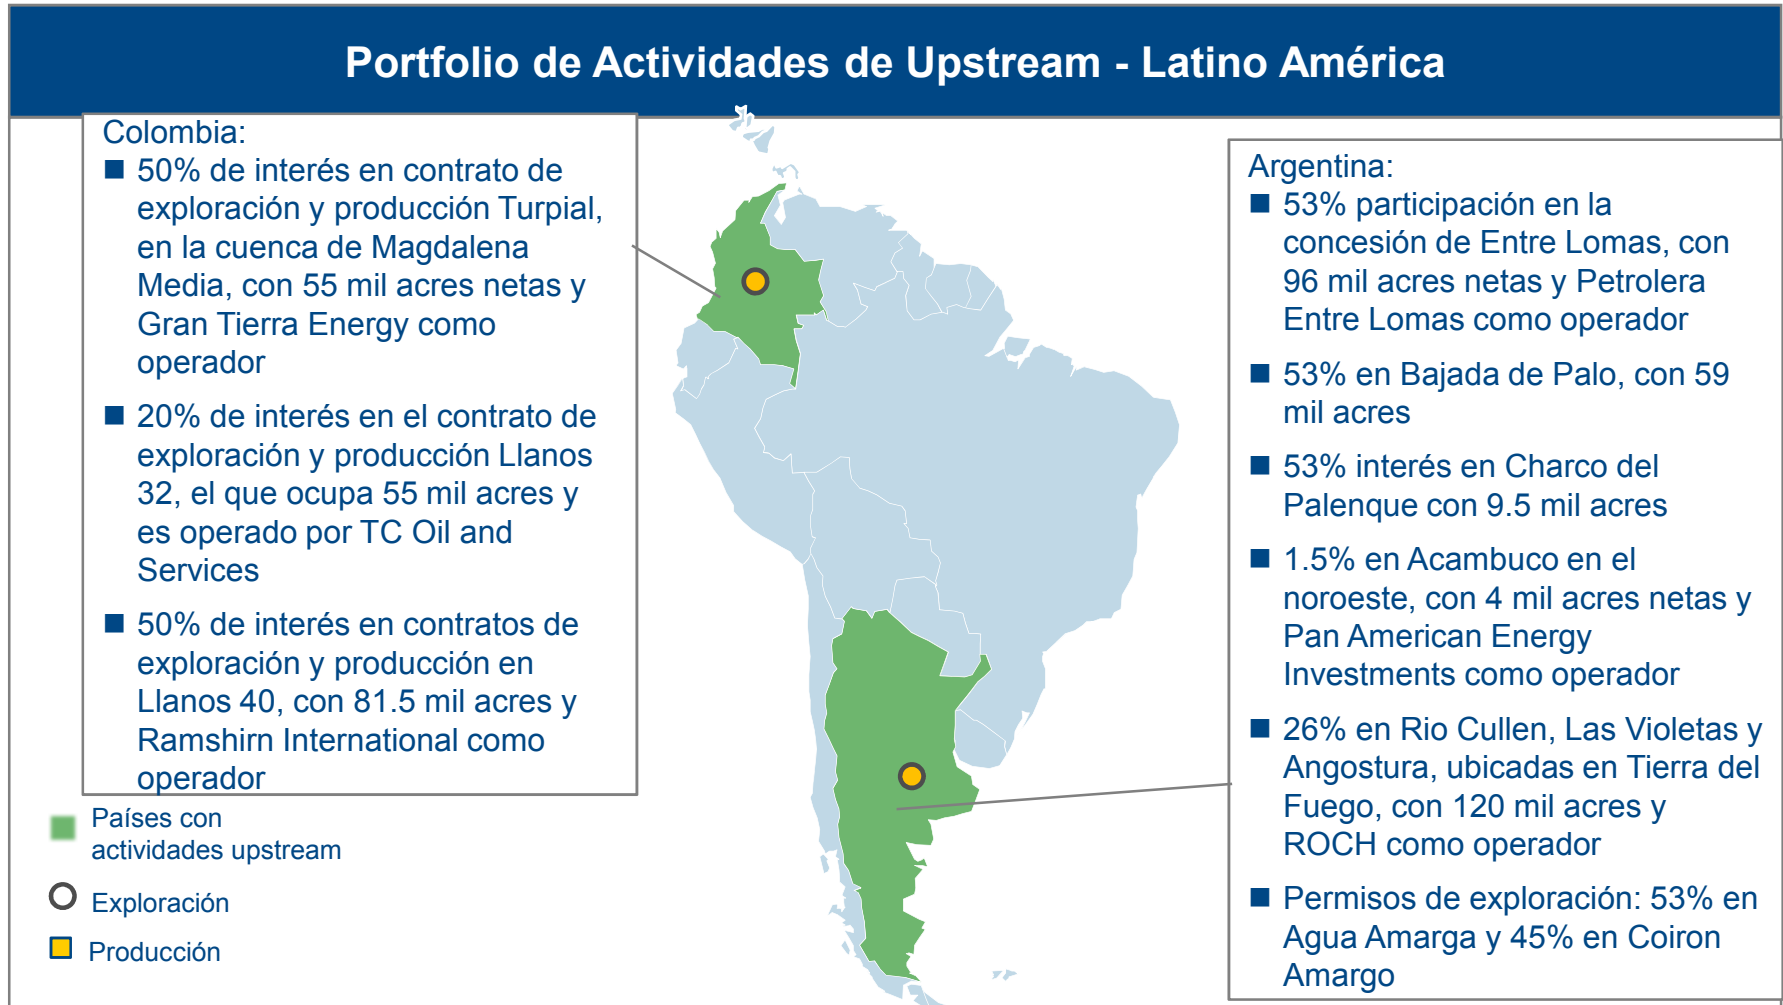 Portfolio de Actividades de Upstream - Latino América
Colombia:
50% de interés en contrato de
exploración y producción Turpial,
en la cuenca de Magdalena
Media, con 55 mil acres netas y
Gran Tierra Energy como
operador
20% de interés en el contrato de
exploración y producción Llanos
32, el que ocupa 55 mil acres y
es operado por TC Oil and
Services
50% de interés en contratos de
exploración y producción en
Llanos 40, con 81.5 mil acres y
Ramshirn International como
operador
Países con
actividades upstream
Exploración
Producción
Argentina:
53% participación en la
concesión de Entre Lomas, con
96 mil acres netas y Petrolera
Entre Lomas como operador
53% en Bajada de Palo, con 59
mil acres
53% interés en Charco del
Palenque con 9.5 mil acres
1.5% en Acambuco en el
noroeste, con 4 mil acres netas y
Pan American Energy
Investments como operador
26% en Rio Cullen, Las Violetas y
Angostura, ubicadas en Tierra del
Fuego, con 120 mil acres y
ROCH como operador
Permisos de exploración: 53% en
Agua Amarga y 45% en Coiron
Amargo